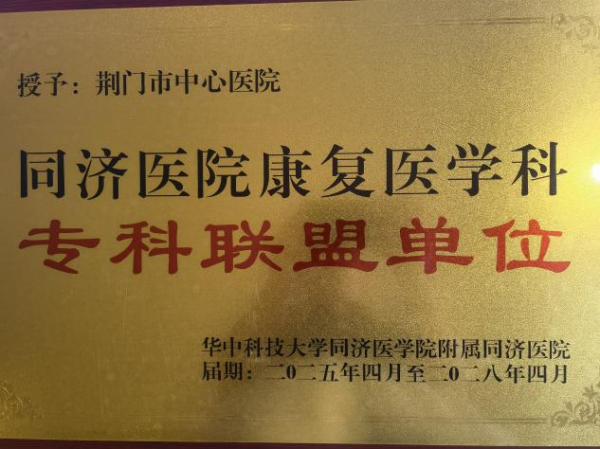 授予：荆门市中心医院
同济医院康复医学科
专科联盟单位
华中科技大学同济医学院附属同济医院
届期：二0二五年四月至二0二八年四月